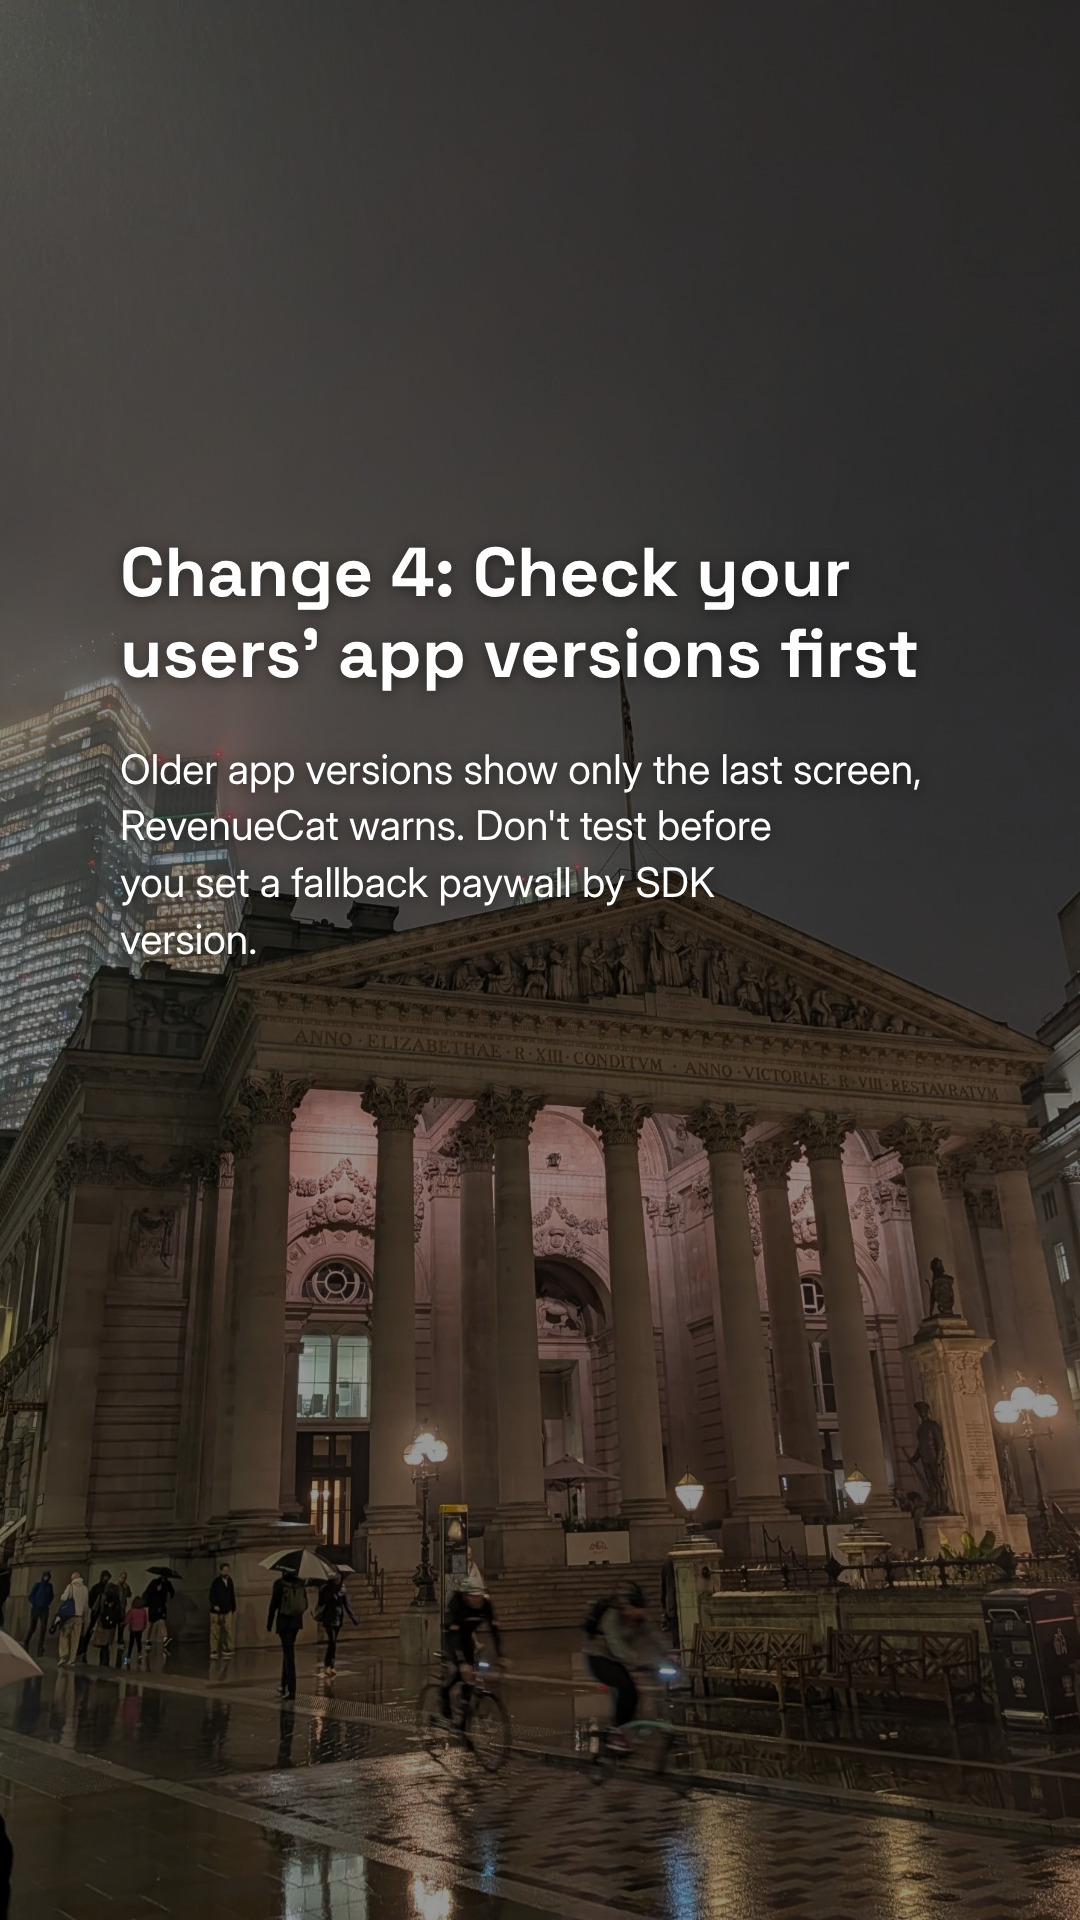 Change 4: Check your
users’ app versions first
Older app versions show only the last screen,
RevenueCat warns. Don't test before
you set a fallback paywall by SDK
version.
ANNO · ELIZABETHAE · R · XIII · CONDITVM · ANNO · VICTORIAE · R · VIII · RESTAVRATVM